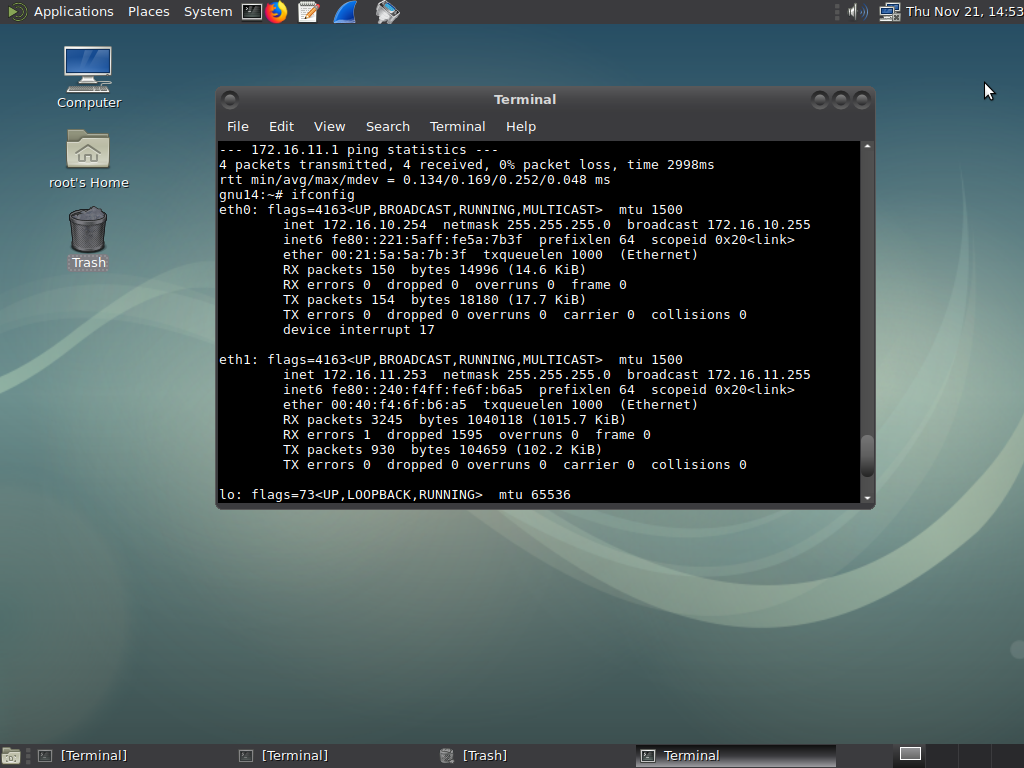 Applications Places System Thu Nov 21, 14:53
Computer
root's Home
Trash
Terminal
File Edit View Search Terminal Help
--- 172.16.11.1 ping statistics ---
4 packets transmitted, 4 received, 0% packet loss, time 2998ms
rtt min/avg/max/mdev = 0.134/0.169/0.252/0.048 ms
gnu14:~# ifconfig
eth0: flags=4163<UP,BROADCAST,RUNNING,MULTICAST>  mtu 1500
        inet 172.16.10.254  netmask 255.255.255.0  broadcast 172.16.10.255
        inet6 fe80::221:5aff:fe5a:7b3f  prefixlen 64  scopeid 0x20<link>
        ether 00:21:5a:5a:7b:3f  txqueuelen 1000  (Ethernet)
        RX packets 150  bytes 14996 (14.6 KiB)
        RX errors 0  dropped 0  overruns 0  frame 0
        TX packets 154  bytes 18180 (17.7 KiB)
        TX errors 0  dropped 0 overruns 0  carrier 0  collisions 0
        device interrupt 17
eth1: flags=4163<UP,BROADCAST,RUNNING,MULTICAST>  mtu 1500
        inet 172.16.11.253  netmask 255.255.255.0  broadcast 172.16.11.255
        inet6 fe80::240:f4ff:fe6f:b6a5  prefixlen 64  scopeid 0x20<link>
        ether 00:40:f4:6f:b6:a5  txqueuelen 1000  (Ethernet)
        RX packets 3245  bytes 1040118 (1015.7 KiB)
        RX errors 1  dropped 1595  overruns 0  frame 0
        TX packets 930  bytes 104659 (102.2 KiB)
        TX errors 0  dropped 0 overruns 0  carrier 0  collisions 0
lo: flags=73<UP,LOOPBACK,RUNNING>  mtu 65536
[Terminal] [Terminal] [Trash] Terminal